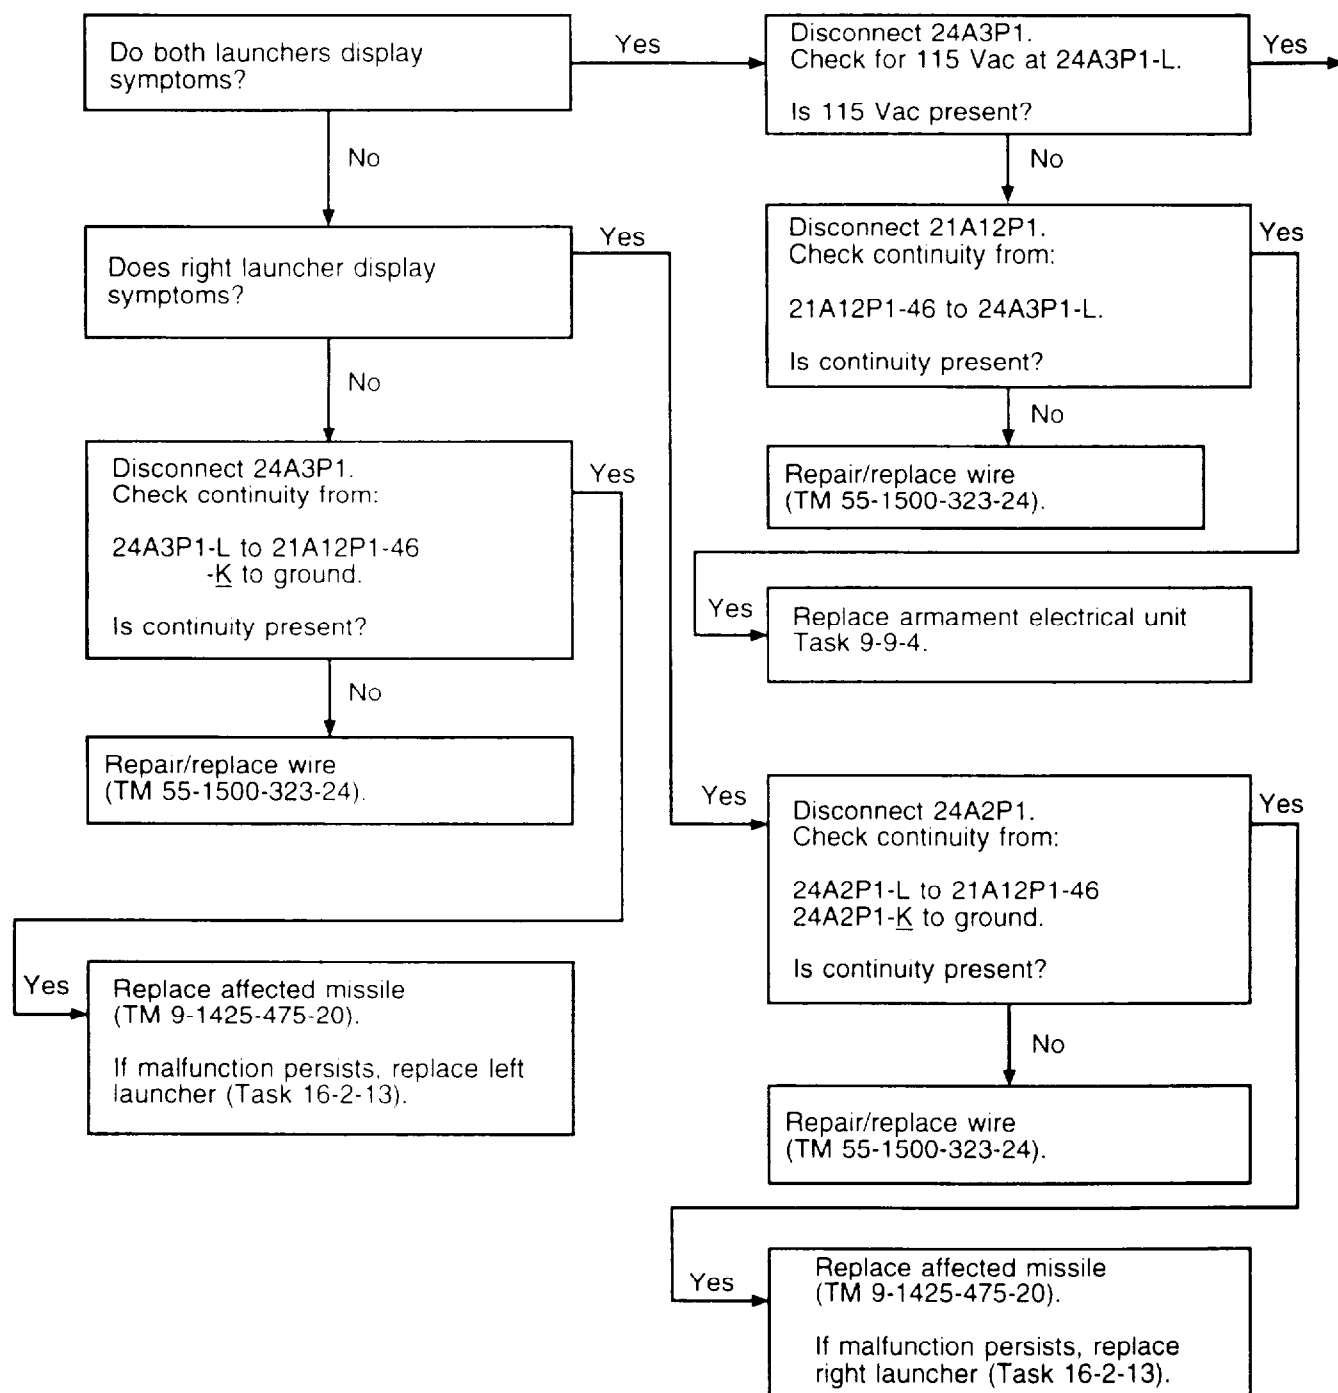 Do both launchers display
symptoms?
Yes
Disconnect 24A3P1.
Check for 115 Vac at 24A3P1-L.
Is 115 Vac present?
Yes
No
No
Does right launcher display
symptoms?
Yes
Disconnect 21A12P1.
Check continuity from:
21A12P1-46 to 24A3P1-L.
Is continuity present?
Yes
No
No
Disconnect 24A3P1.
Check continuity from:
24A3P1-L to 21A12P1-46
-K to ground.
Is continuity present?
Yes
Repair/replace wire
(TM 55-1500-323-24).
Yes
Replace armament electrical unit
Task 9-9-4.
No
Repair/replace wire
(TM 55-1500-323-24).
Yes
Disconnect 24A2P1.
Check continuity from:
24A2P1-L to 21A12P1-46
24A2P1-K to ground.
Is continuity present?
Yes
Yes
Replace affected missile
(TM 9-1425-475-20).
If malfunction persists, replace left
launcher (Task 16-2-13).
No
Repair/replace wire
(TM 55-1500-323-24).
Yes
Replace affected missile
(TM 9-1425-475-20).
If malfunction persists, replace
right launcher (Task 16-2-13).